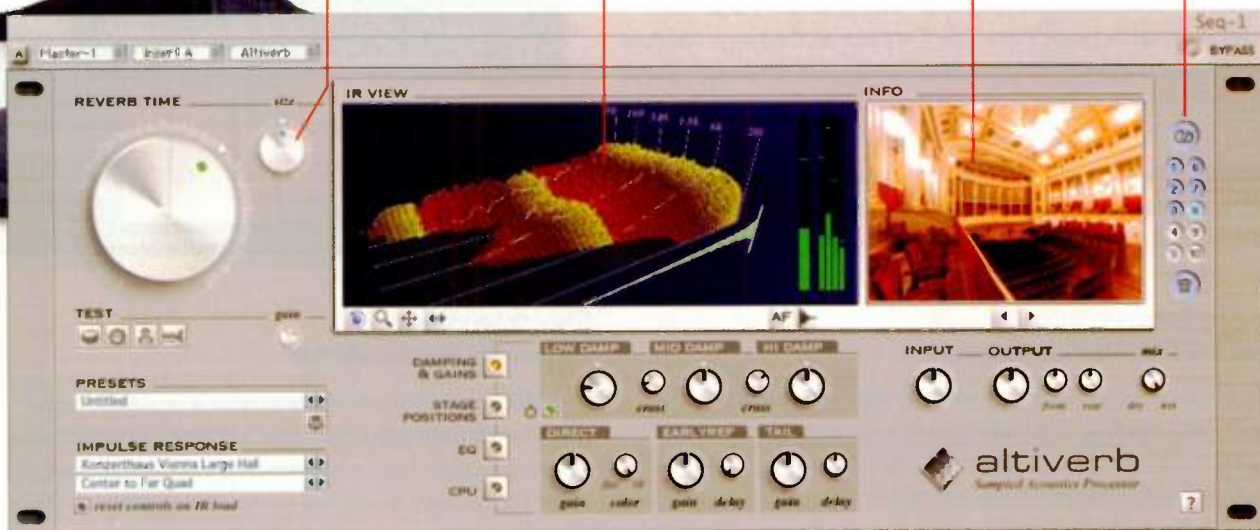 Seq-1
A Master-1 insert A Altiverb BYPASS
REVERB TIME size
IR VIEW
INFO
TEST gain
AF
PRESETS
Untitled
IMPULSE RESPONSE
Konzerthaus Vienna Large Hall
Center to Far Quad
reset controls on IR load
DAMPING & GAINS
STAGE POSITIONS
EQ
CPU
LOW DAMP MID DAMP HI DAMP
cross cross
DIRECT EARLY REF TAIL
gain color gain delay gain delay
INPUT OUTPUT mix
front rear dry wet
altiverb
Sampled Acoustics Processor
?